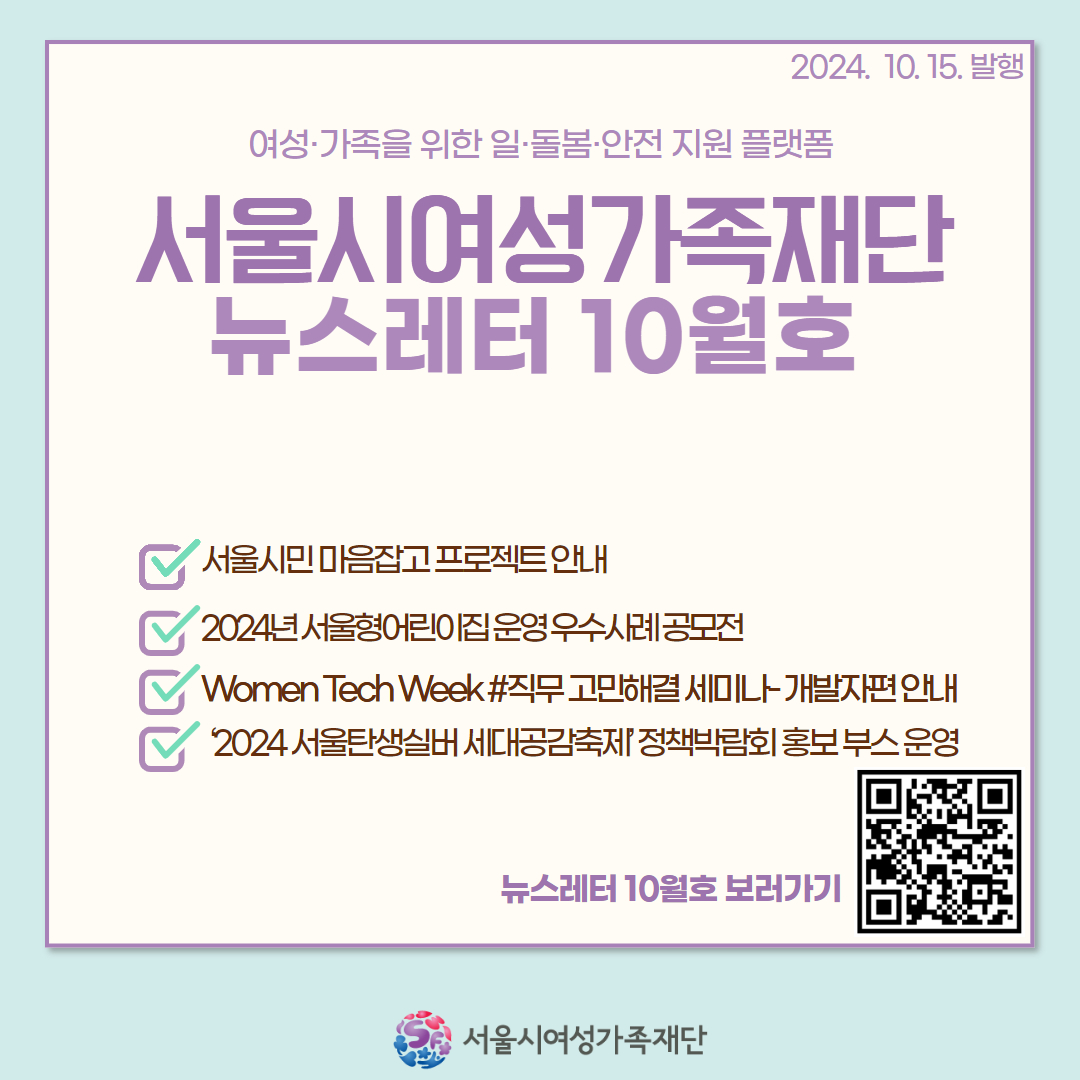 2024. 10. 15. 발행
여성·가족을 위한 일·돌봄·안전 지원 플랫폼
서울시여성가족재단
뉴스레터 10월호
서울시민 마음잡고 프로젝트 안내
2024년 서울형어린이집 운영 우수사례 공모전
Women Tech Week #직무 고민해결 세미나- 개발자편 안내
‘2024 서울탄생실버 세대공감축제’ 정책박람회 홍보 부스 운영
뉴스레터 10월호 보러가기
SF 서울시여성가족재단